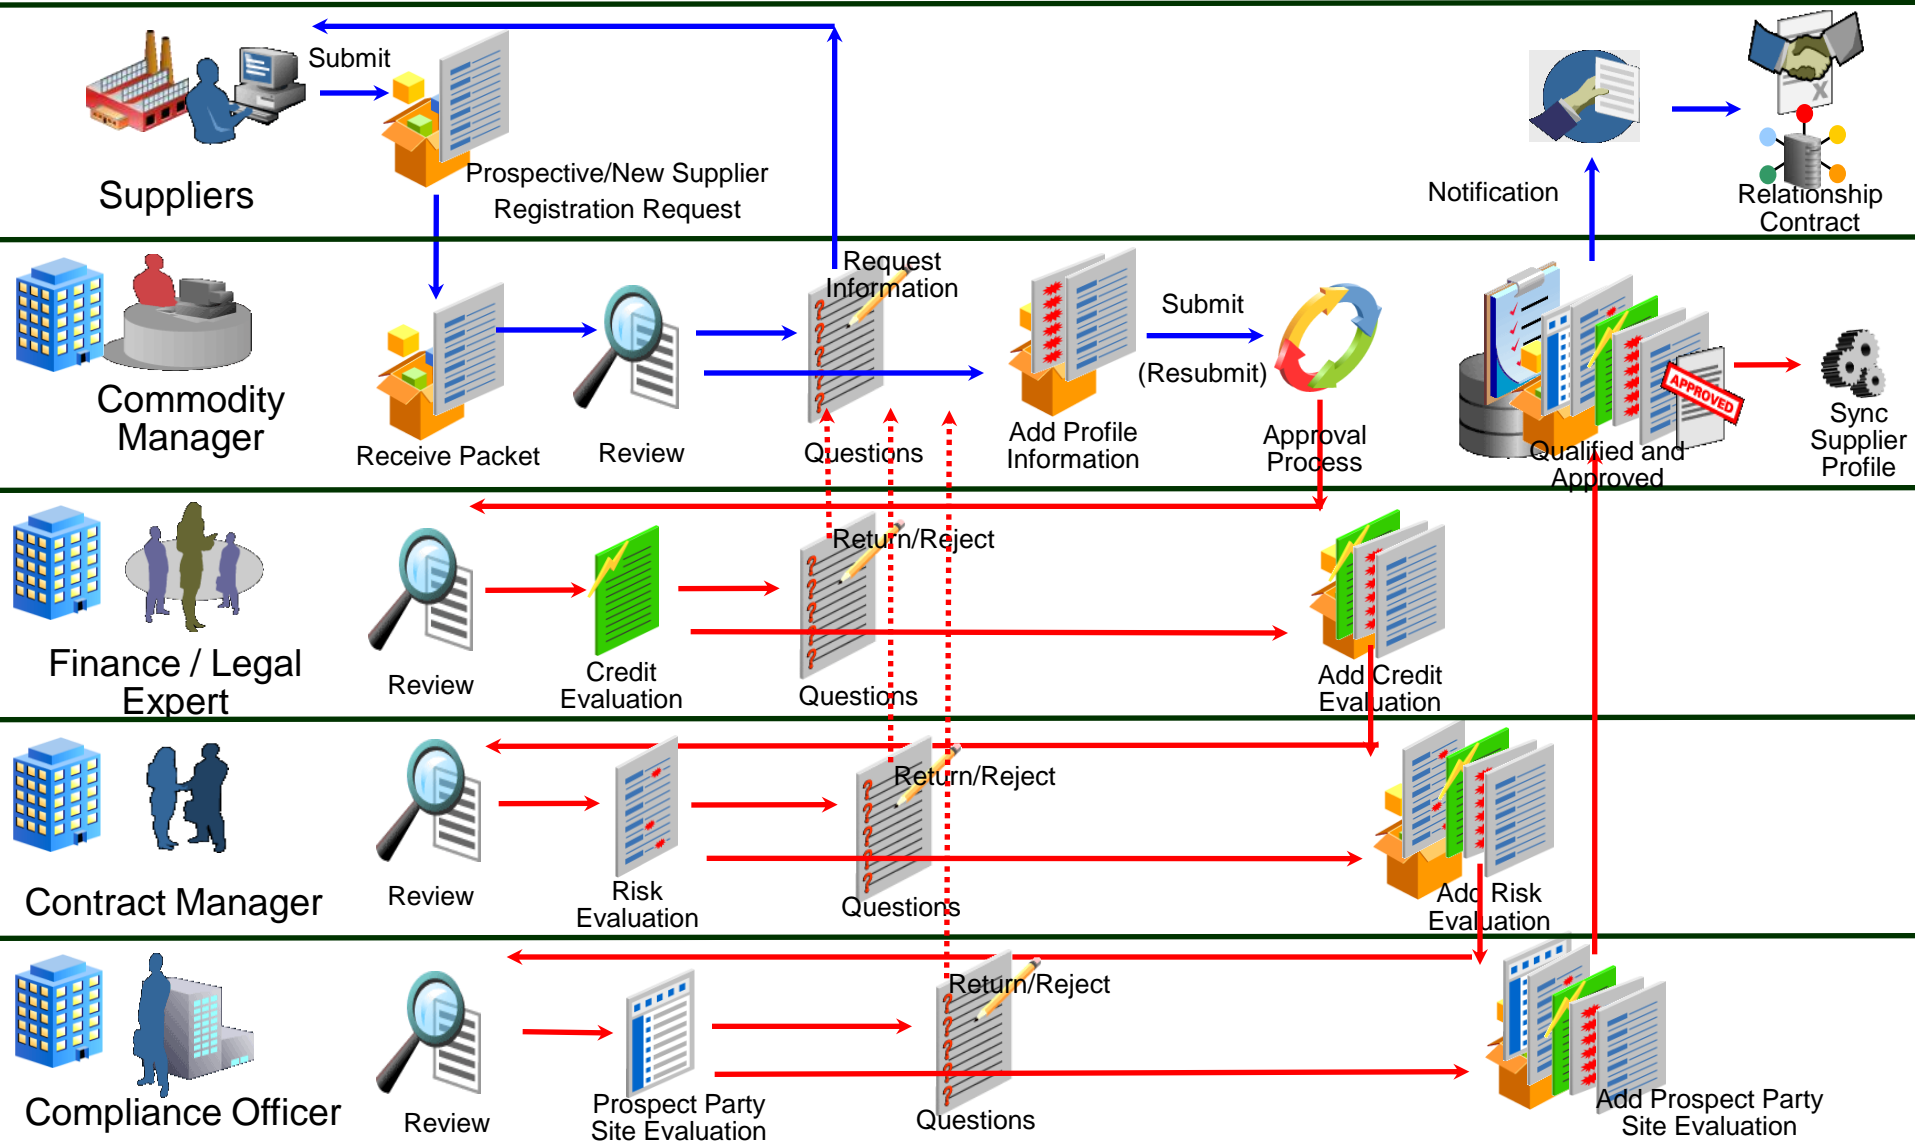 Submit
Prospective/New Supplier
Registration Request
Suppliers
Notification
X
Relationship
Contract
Request
Information
Submit
(Resubmit)
Commodity
Manager
Receive Packet
Review
? ? ? ? ? ?
Questions
Add Profile
Information
Approval
Process
APPROVED
Qualified and
Approved
Sync
Supplier
Profile
Return/Reject
? ? ? ? ?
Finance / Legal
Expert
Review
Credit
Evaluation
Questions
Add Credit
Evaluation
Return/Reject
? ? ? ? ?
Contract Manager
Review
Risk
Evaluation
Questions
Add Risk
Evaluation
Return/Reject
? ? ? ? ?
Compliance Officer
Review
Prospect Party
Site Evaluation
Questions
Add Prospect Party
Site Evaluation